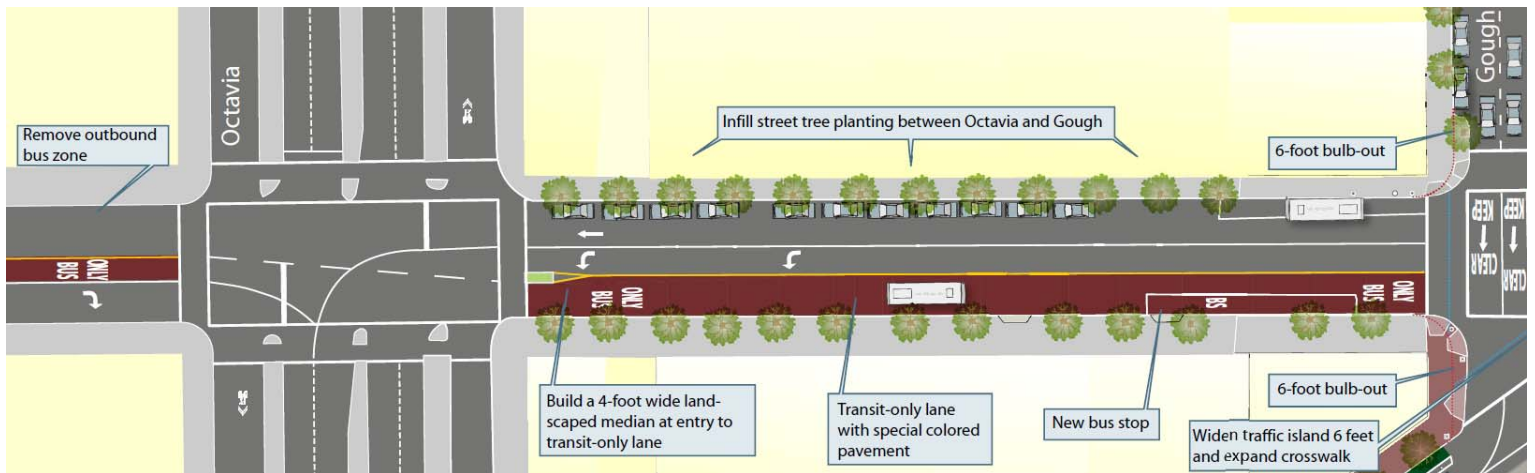 Remove outbound
bus zone
Octavia
Infill street tree planting between Octavia and Gough
6-foot bulb-out
Gough
KEEP
CLEAR
KEEP
CLEAR
ONLY
BUS
ONLY
BUS
ONLY
BUS
BS
ONLY
BUS
Build a 4-foot wide land-
scaped median at entry to
transit-only lane
Transit-only lane
with special colored
pavement
New bus stop
6-foot bulb-out
Widen traffic island 6 feet
and expand crosswalk